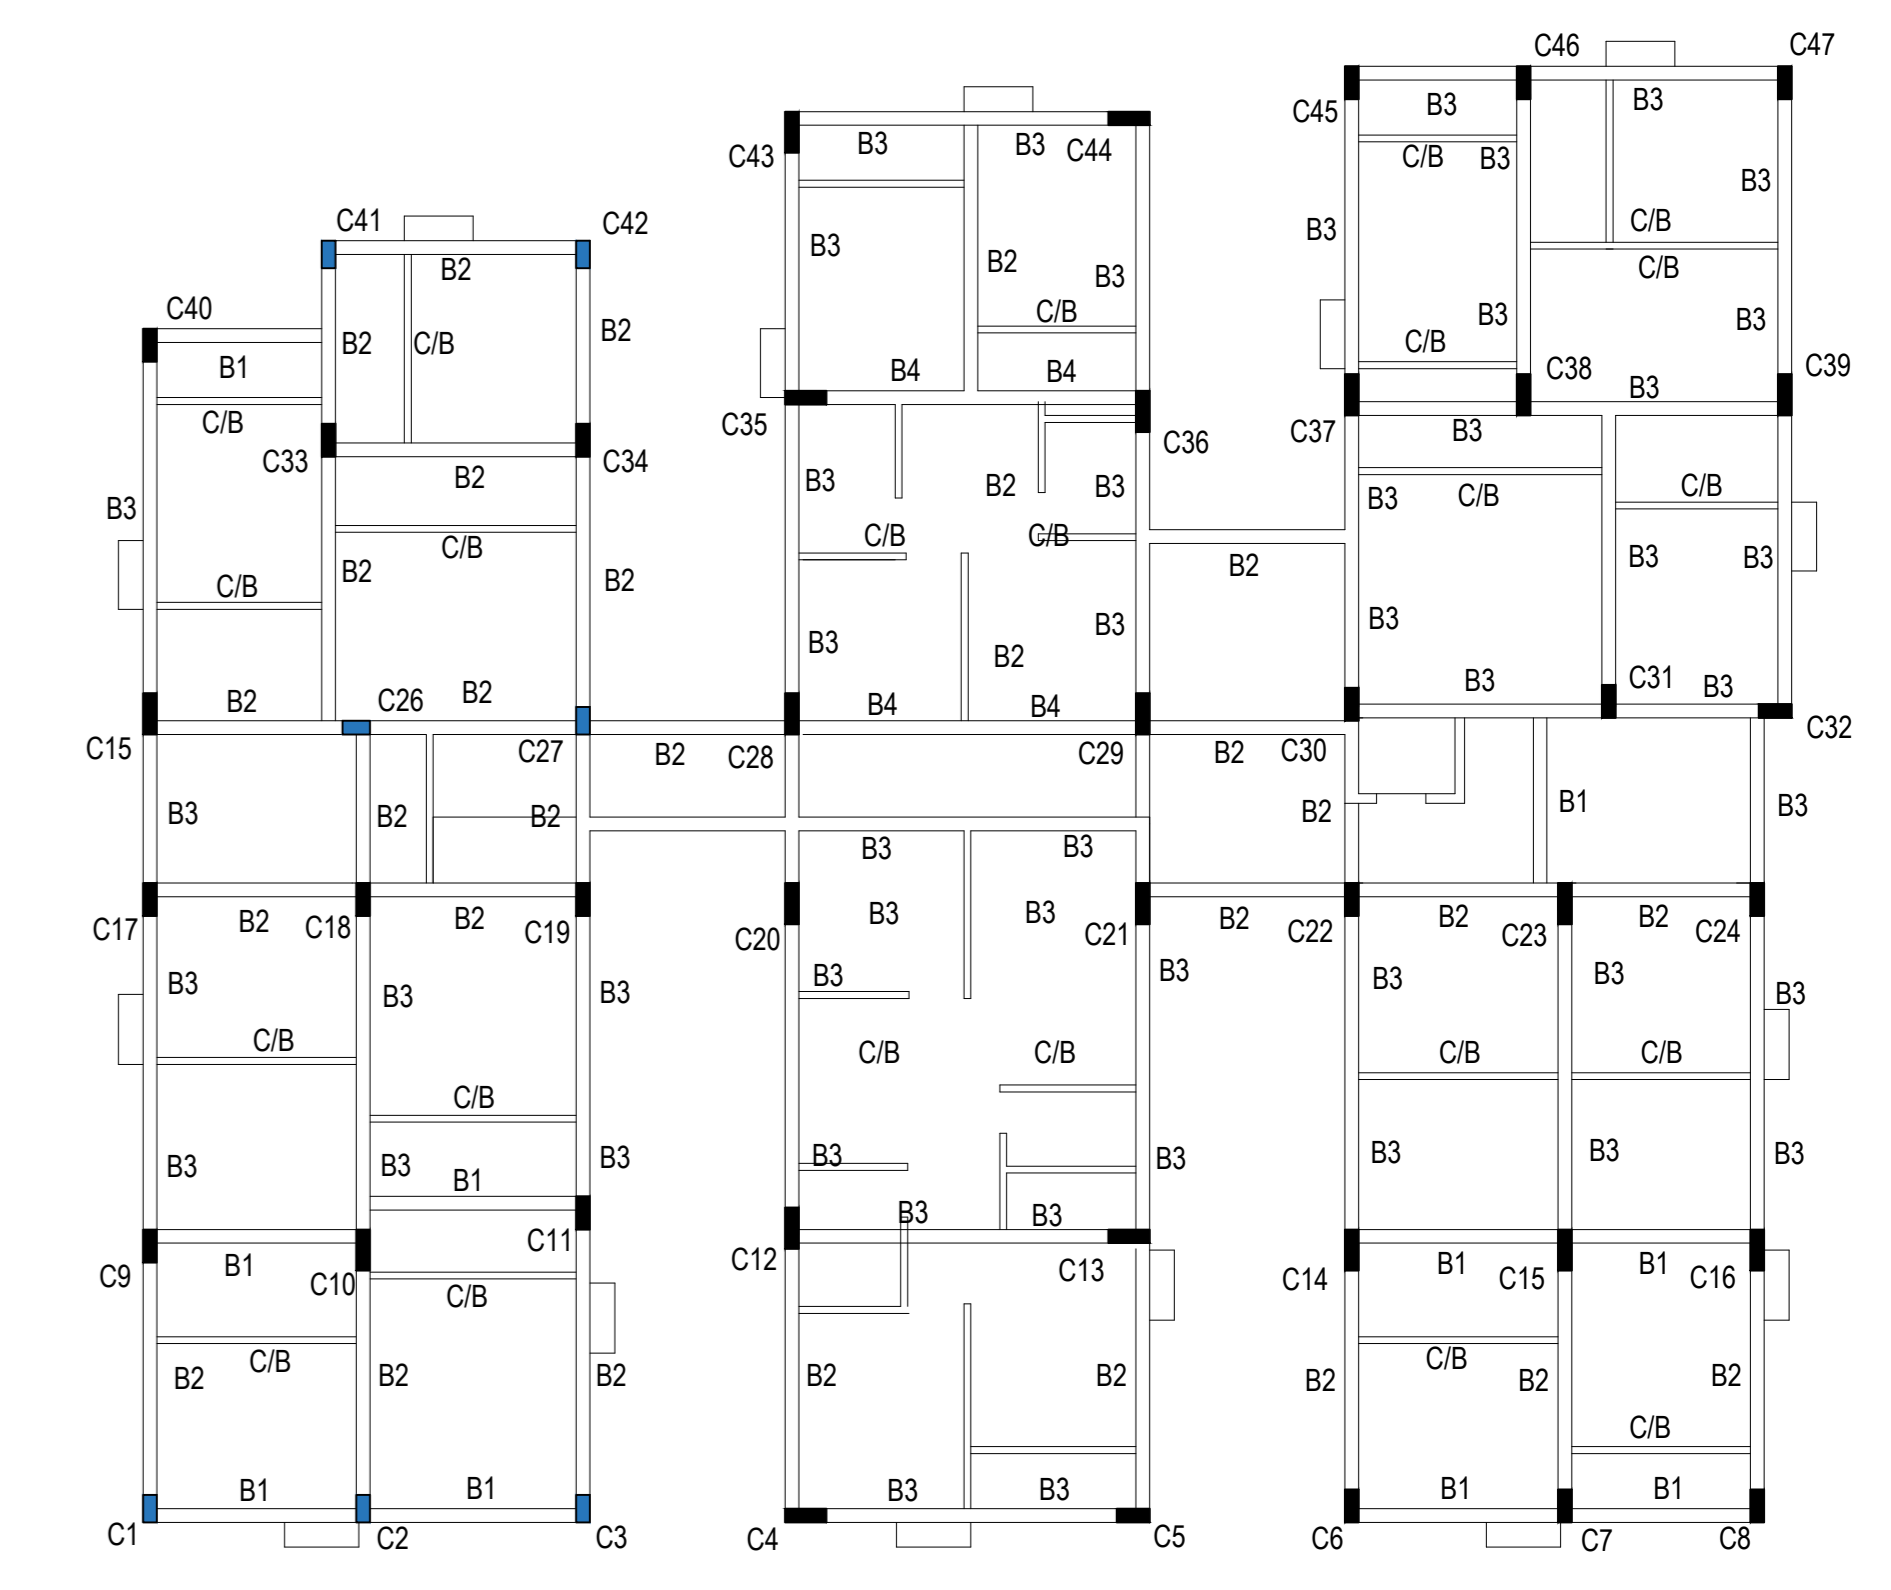 C46 C47
C45 B3 B3
C43 B3 B3 C44 C/B B3 B3
C41 C42 B3 B3 C/B
B2 B3 B2 B3 C/B
C40 B2 C/B B2 C/B B3 B3
B1 B4 B4 C/B C38 B3 C39
C/B C35 C36 C37 B3
C33 C34 B2 B3 B2 B3 B3 C/B C/B
B3 C/B C/B C/B B2 B3 B3
C/B B2 B2 B3 B2 B3 B3
B2 C26 B2 B4 B4 B3 C31 B3
C15 C27 B2 C28 C29 B2 C30 C32
B3 B2 B2 B2 B1 B3
B3 B3
C17 B2 C18 B2 C19 C20 B3 B3 C21 B2 C22 B2 C23 B2 C24
B3 B3 B3 B3 B3 B3 B3 B3
C/B C/B C/B C/B C/B
C/B
B3 B3 B1 B3 B3 B3 B3 B3 B3
B3 B3
C9 B1 C10 C11 C12 C13 C14 B1 C15 B1 C16
C/B C/B C/B
B2 B2 B2 B2 B2 B2 B2 B2
C/B
B1 B1 B3 B3 B1 B1
C1 C2 C3 C4 C5 C6 C7 C8